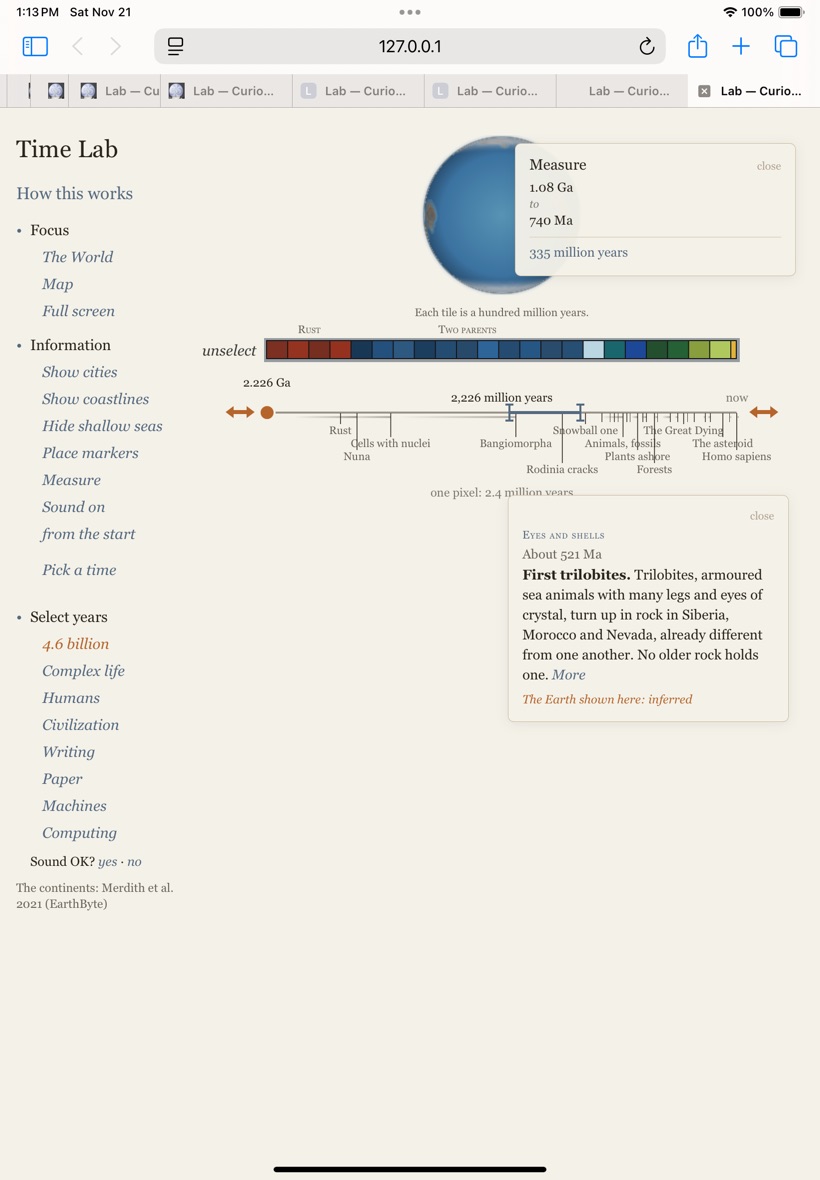 1:13 PM Sat Nov 21
100%
127.0.0.1
Lab — Cu
Lab — Curio...
L Lab — Curio...
L Lab — Curio...
Lab — Curio...
Lab — Curio...
Time Lab
How this works
• Focus
The World
Map
Full screen
• Information
Show cities
Show coastlines
Hide shallow seas
Place markers
Measure
Sound on
from the start
Pick a time
• Select years
4.6 billion
Complex life
Humans
Civilization
Writing
Paper
Machines
Computing
Sound OK? yes · no
The continents: Merdith et al.
2021 (EarthByte)
Measure
close
1.08 Ga
to
740 Ma
335 million years
Each tile is a hundred million years.
Rust
Two parents
unselect
2.226 Ga
2,226 million years
now
Rust
Snowball one
The Great Dying
Cells with nuclei
Bangiomorpha
Animals, fossils
The asteroid
Nuna
Plants ashore
Homo sapiens
Rodinia cracks
Forests
one pixel: 2.4 million years
close
Eyes and shells
About 521 Ma
First trilobites. Trilobites, armoured
sea animals with many legs and eyes of
crystal, turn up in rock in Siberia,
Morocco and Nevada, already different
from one another. No older rock holds
one. More
The Earth shown here: inferred